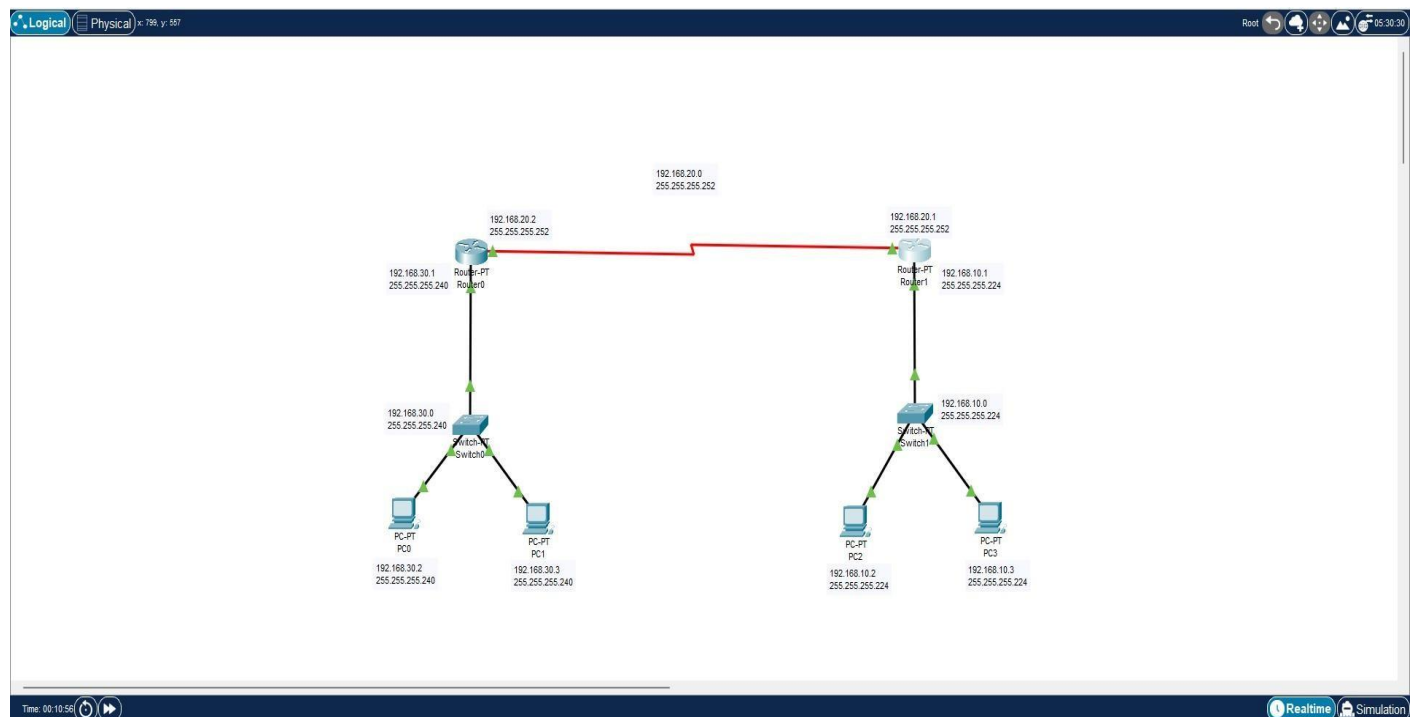 Logical
Physical
x: 799, y: 557
Root
05:30:30
192.168.20.0
255.255.255.252
192.168.20.2
255.255.255.252
192.168.20.1
255.255.255.252
192.168.30.1
255.255.255.240
Router-PT
Router0
Router-PT
Router1
192.168.10.1
255.255.255.224
192.168.30.0
255.255.255.240
Switch-PT
Switch0
192.168.10.0
255.255.255.224
Switch-PT
Switch1
PC-PT
PC0
PC-PT
PC1
PC-PT
PC2
PC-PT
PC3
192.168.30.2
255.255.255.240
192.168.30.3
255.255.255.240
192.168.10.2
255.255.255.224
192.168.10.3
255.255.255.224
Time: 00:10:56
Realtime
Simulation